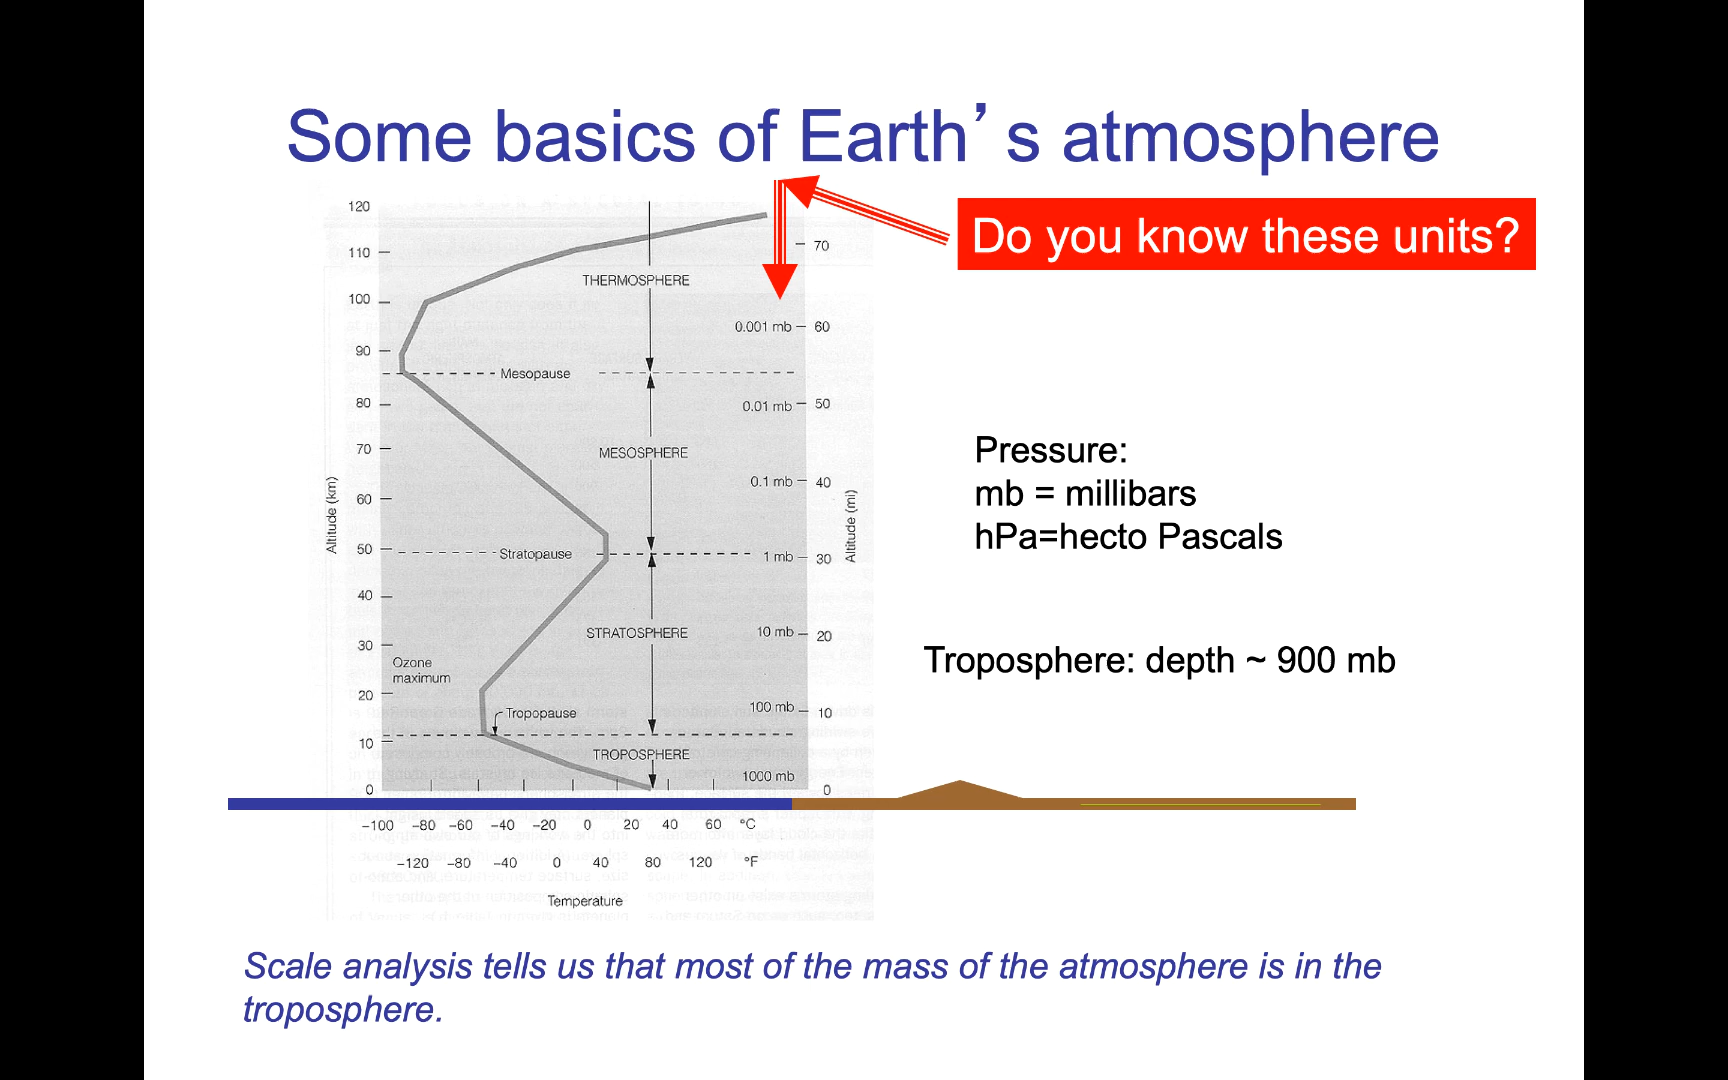 Some basics of Earth’s atmosphere
Do you know these units?
120
110
100
90
80
70
60
50
40
30
20
10
0
Altitude (km)
THERMOSPHERE
Mesopause
MESOSPHERE
Stratopause
STRATOSPHERE
Ozone
maximum
Tropopause
TROPOSPHERE
0.001 mb
0.01 mb
0.1 mb
1 mb
10 mb
100 mb
1000 mb
70
60
50
40
30
20
10
0
Altitude (mi)
-100 -80 -60 -40 -20 0 20 40 60 °C
-120 -80 -40 0 40 80 120 °F
Temperature
Pressure:
mb = millibars
hPa=hecto Pascals
Troposphere: depth ~ 900 mb
Scale analysis tells us that most of the mass of the atmosphere is in the
troposphere.